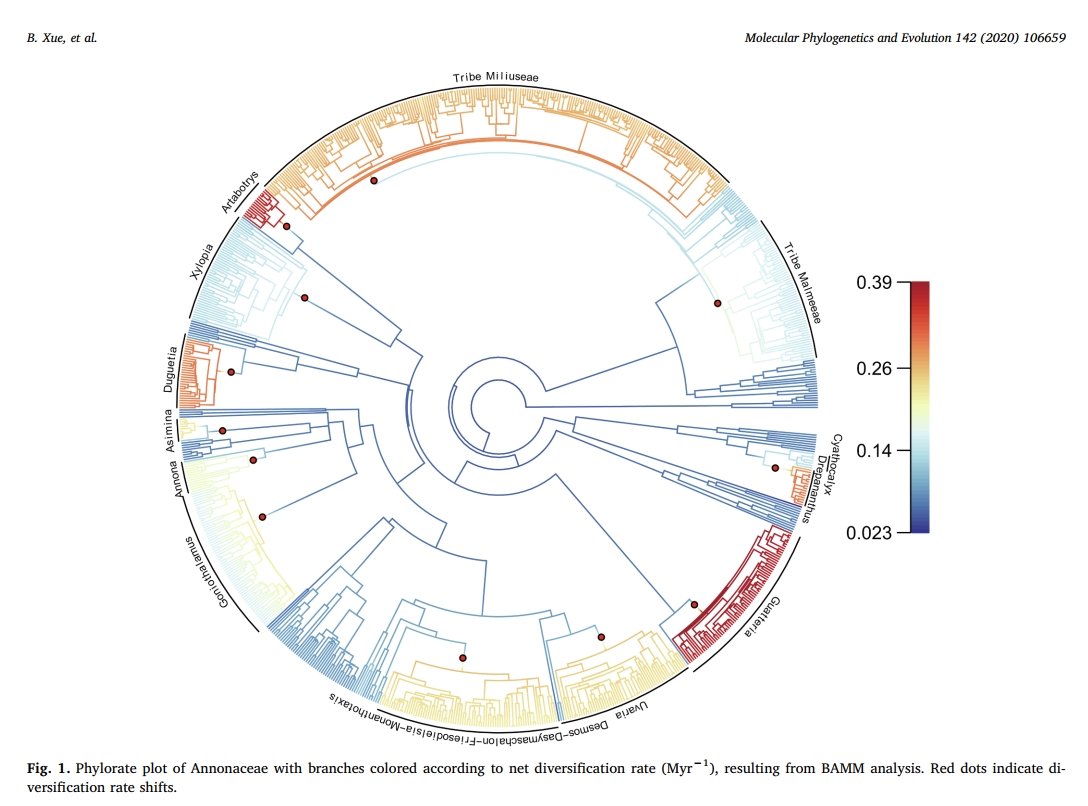 B. Xue, et al.
Molecular Phylogenetics and Evolution 142 (2020) 106659
Tribe Miliuseae
Artabotrys
Xylopia
Duguetia
Asimina
Annona
Goniothalamus
Desmos–Dasymaschalon–Friesodielsia–Monanthotaxis
Uvaria
Guatteria
Drepananthus
Cyathocalyx
Tribe Malmeeae
0.39
0.26
0.14
0.023
Fig. 1. Phylorate plot of Annonaceae with branches colored according to net diversification rate (Myr⁻¹), resulting from BAMM analysis. Red dots indicate di-
versification rate shifts.